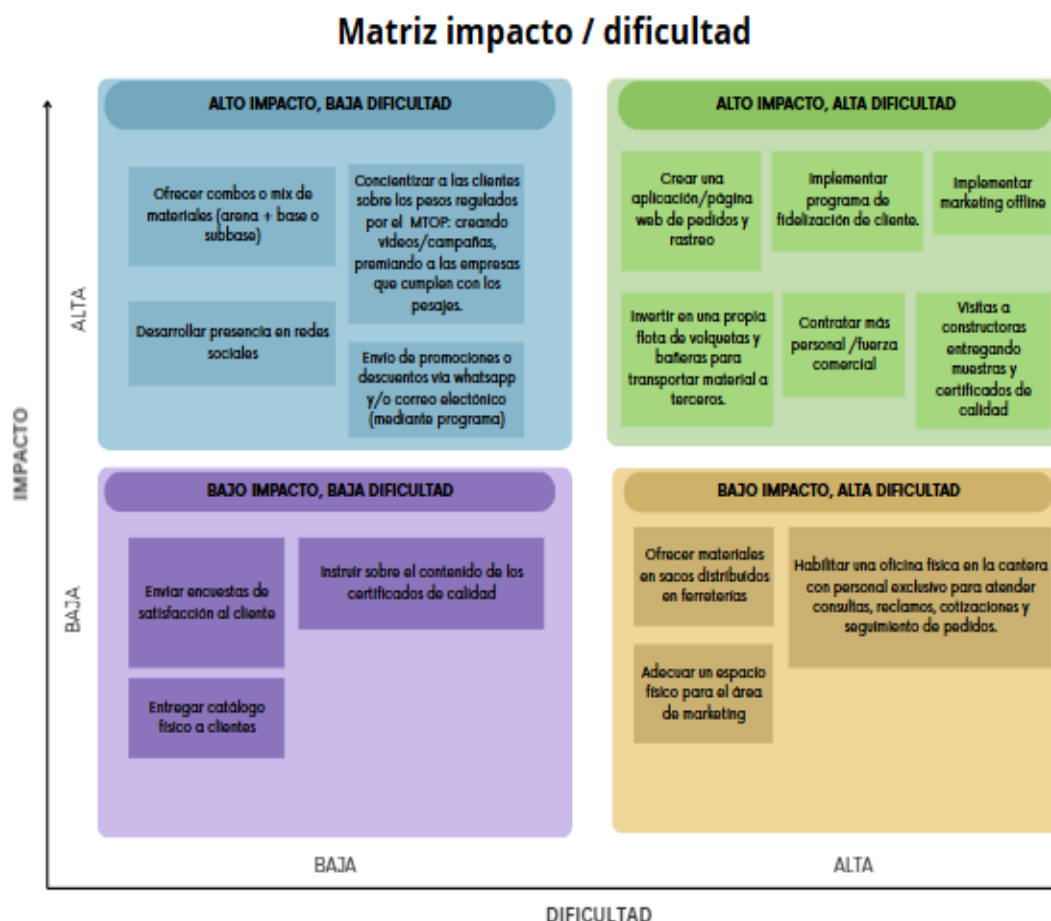 Matriz impacto / dificultad
ALTO IMPACTO, BAJA DIFICULTAD
Ofrecer combos o mix de
materiales (arena + base o
subbase)
Concientizar a las clientes
sobre los pesos regulados
por el MTOP: creando
videos/campañas,
premiando a las empresas
que cumplen con los
pesajes.
Desarrollar presencia en redes
sociales
Envío de promociones o
descuentos vía whatsapp
y/o correo electónico
(mediante programa)
ALTO IMPACTO, ALTA DIFICULTAD
Crear una
aplicación/página
web de pedidos y
rastreo
Implementar
programa de
fidelización de cliente.
Implementar
marketing offline
Invertir en una propia
flota de volquetas y
bañeras para
transportar material a
terceros.
Contratar más
personal /fuerza
comercial
Visitas a
constructoras
entregando
muestras y
certificados de
calidad
BAJO IMPACTO, BAJA DIFICULTAD
Enviar encuestas de
satisfacción al cliente
Instruir sobre el contenido de los
certificados de calidad
Entregar catálogo
físico a clientes
BAJO IMPACTO, ALTA DIFICULTAD
Ofrecer materiales
en sacos distribuidos
en ferreterías
Habilitar una oficina física en la cantera
con personal exclusivo para atender
consultas, reclamos, cotizaciones y
seguimiento de pedidos.
Adecuar un espacio
físico para el área
de marketing
IMPACTO
ALTA
BAJA
BAJA
ALTA
DIFICULTAD